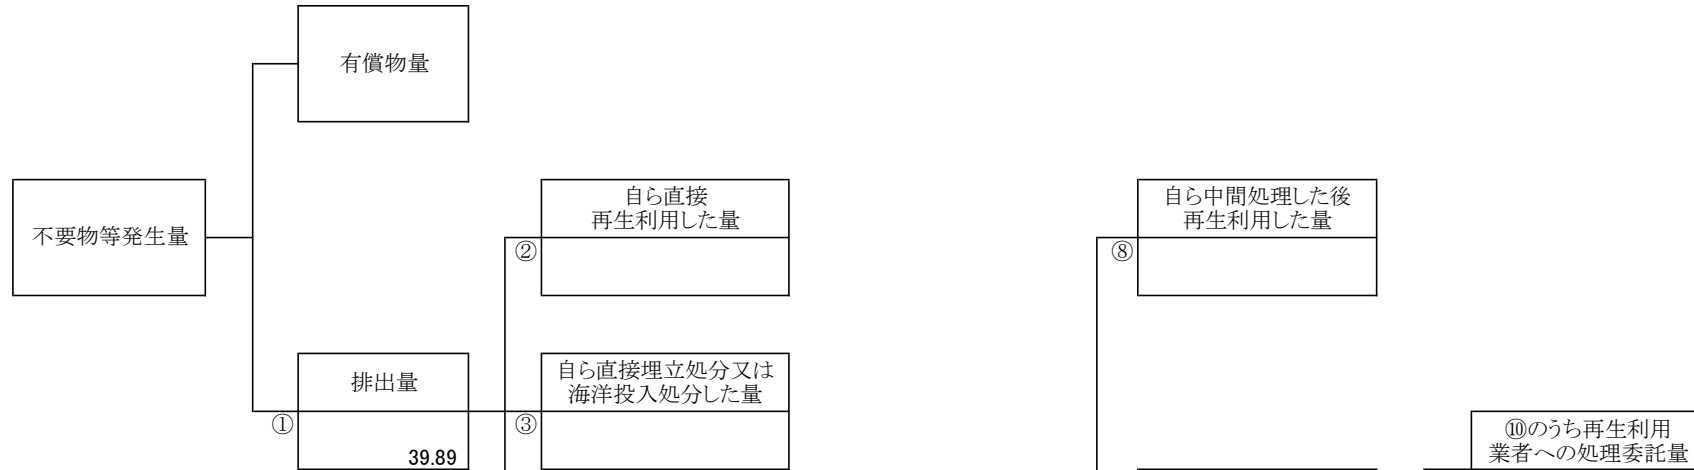 有償物量
不要物等発生量
自ら直接
再生利用した量
②
自ら中間処理した後
再生利用した量
⑧
排出量
①
39.89
自ら直接埋立処分又は
海洋投入処分した量
③
⑩のうち再生利用
業者への処理委託量